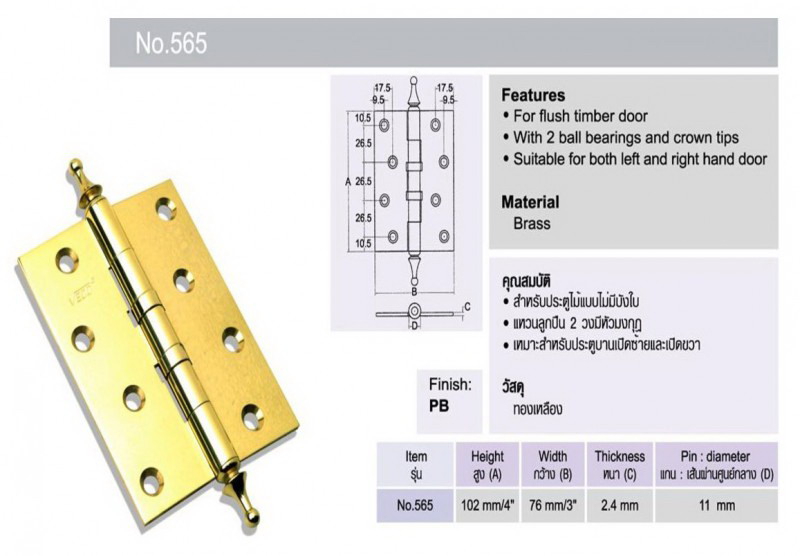 No.565
17.5 17.5
9.5 9.5
10.5
26.5
A 26.5
26.5
10.5
B
C
D
Features
• For flush timber door
• With 2 ball bearings and crown tips
• Suitable for both left and right hand door
Material
Brass
คุณสมบัติ
• สำหรับประตูไม้แบบไม่มีบังใบ
• แหวนลูกปืน 2 วงมีหัวมงกุฎ
• เหมาะสำหรับประตูบานเปิดซ้ายและเปิดขวา
วัสดุ
ทองเหลือง
Finish:
PB
Item Height Width Thickness Pin : diameter
รุ่น สูง (A) กว้าง (B) หนา (C) แกน : เส้นผ่านศูนย์กลาง (D)
No.565 102 mm/4" 76 mm/3" 2.4 mm 11 mm